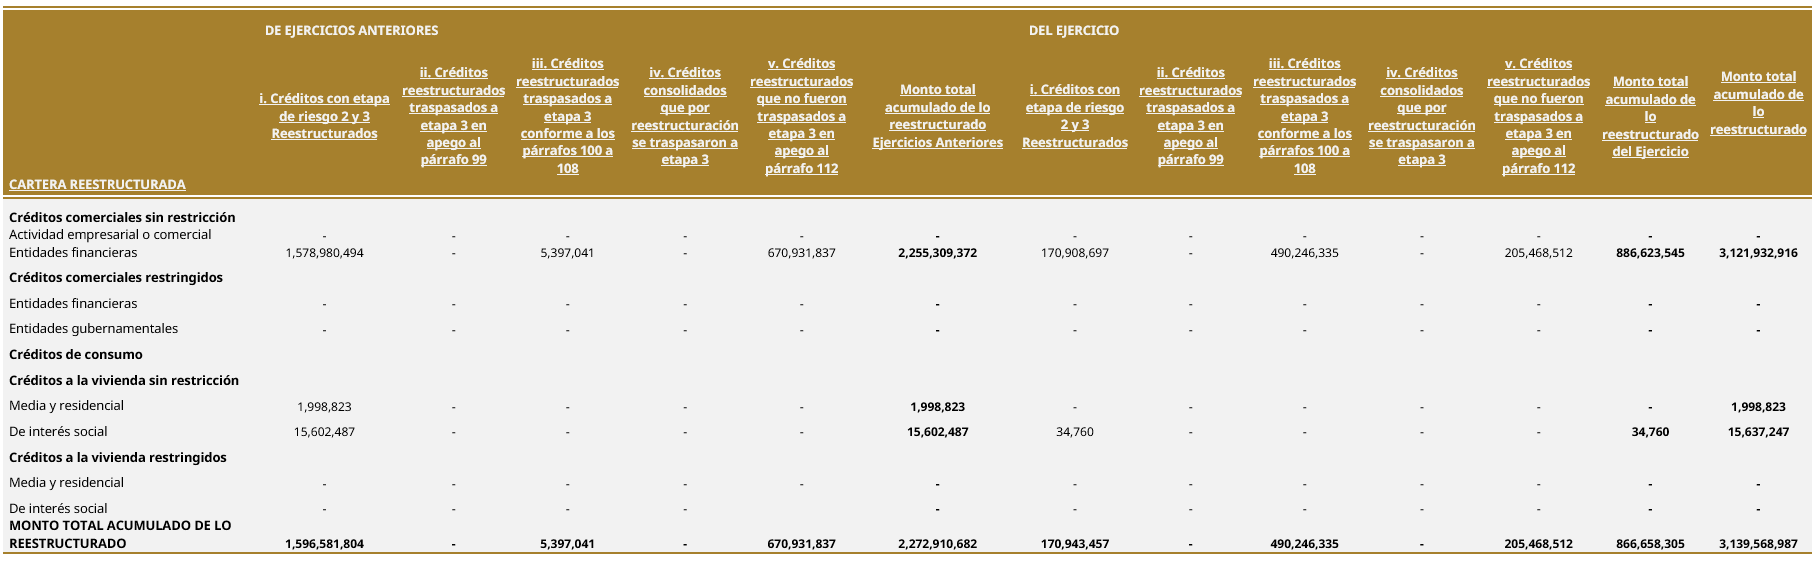 DE EJERCICIOS ANTERIORES DEL EJERCICIO
CARTERA REESTRUCTURADA
i. Créditos con etapa
de riesgo 2 y 3
Reestructurados
ii. Créditos
reestructurados
traspasados a
etapa 3 en
apego al
párrafo 99
iii. Créditos
reestructurados
traspasados a
etapa 3
conforme a los
párrafos 100 a
108
iv. Créditos
consolidados
que por
reestructuración
se traspasaron a
etapa 3
v. Créditos
reestructurados
que no fueron
traspasados a
etapa 3 en
apego al
párrafo 112
Monto total
acumulado de lo
reestructurado
Ejercicios Anteriores
i. Créditos con
etapa de riesgo
2 y 3
Reestructurados
ii. Créditos
reestructurados
traspasados a
etapa 3 en
apego al
párrafo 99
iii. Créditos
reestructurados
traspasados a
etapa 3
conforme a los
párrafos 100 a
108
iv. Créditos
consolidados
que por
reestructuración
se traspasaron a
etapa 3
v. Créditos
reestructurados
que no fueron
traspasados a
etapa 3 en
apego al
párrafo 112
Monto total
acumulado de
lo
reestructurado
del Ejercicio
Monto total
acumulado de
lo
reestructurado
Créditos comerciales sin restricción
Actividad empresarial o comercial - - - - - - - - - - - - -
Entidades financieras 1,578,980,494 - 5,397,041 - 670,931,837 2,255,309,372 170,908,697 - 490,246,335 - 205,468,512 886,623,545 3,121,932,916
Créditos comerciales restringidos
Entidades financieras - - - - - - - - - - - - -
Entidades gubernamentales - - - - - - - - - - - - -
Créditos de consumo
Créditos a la vivienda sin restricción
Media y residencial 1,998,823 - - - - 1,998,823 - - - - - - 1,998,823
De interés social 15,602,487 - - - - 15,602,487 34,760 - - - - 34,760 15,637,247
Créditos a la vivienda restringidos
Media y residencial - - - - - - - - - - - - -
De interés social - - - - - - - - - - - -
MONTO TOTAL ACUMULADO DE LO
REESTRUCTURADO 1,596,581,804 - 5,397,041 - 670,931,837 2,272,910,682 170,943,457 - 490,246,335 - 205,468,512 866,658,305 3,139,568,987